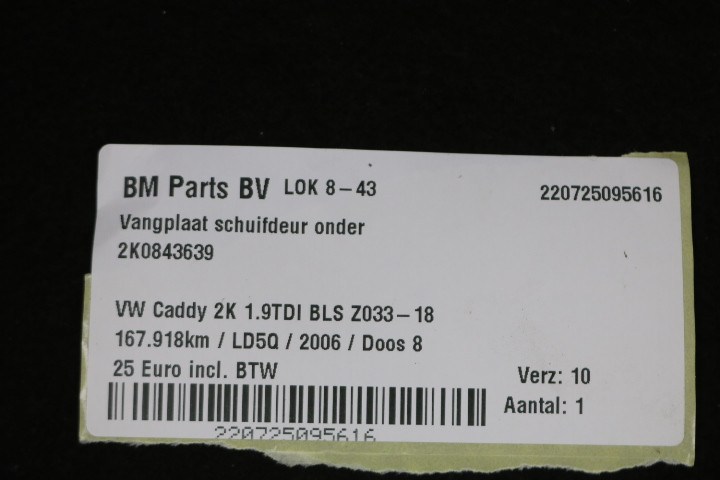 BM Parts BV LOK 8-43 220725095616
Vangplaat schuifdeur onder
2K0843639
VW Caddy 2K 1.9TDI BLS Z033-18
167.918km / LD5Q / 2006 / Doos 8
25 Euro incl. BTW
Verz: 10
Aantal: 1
220725095616